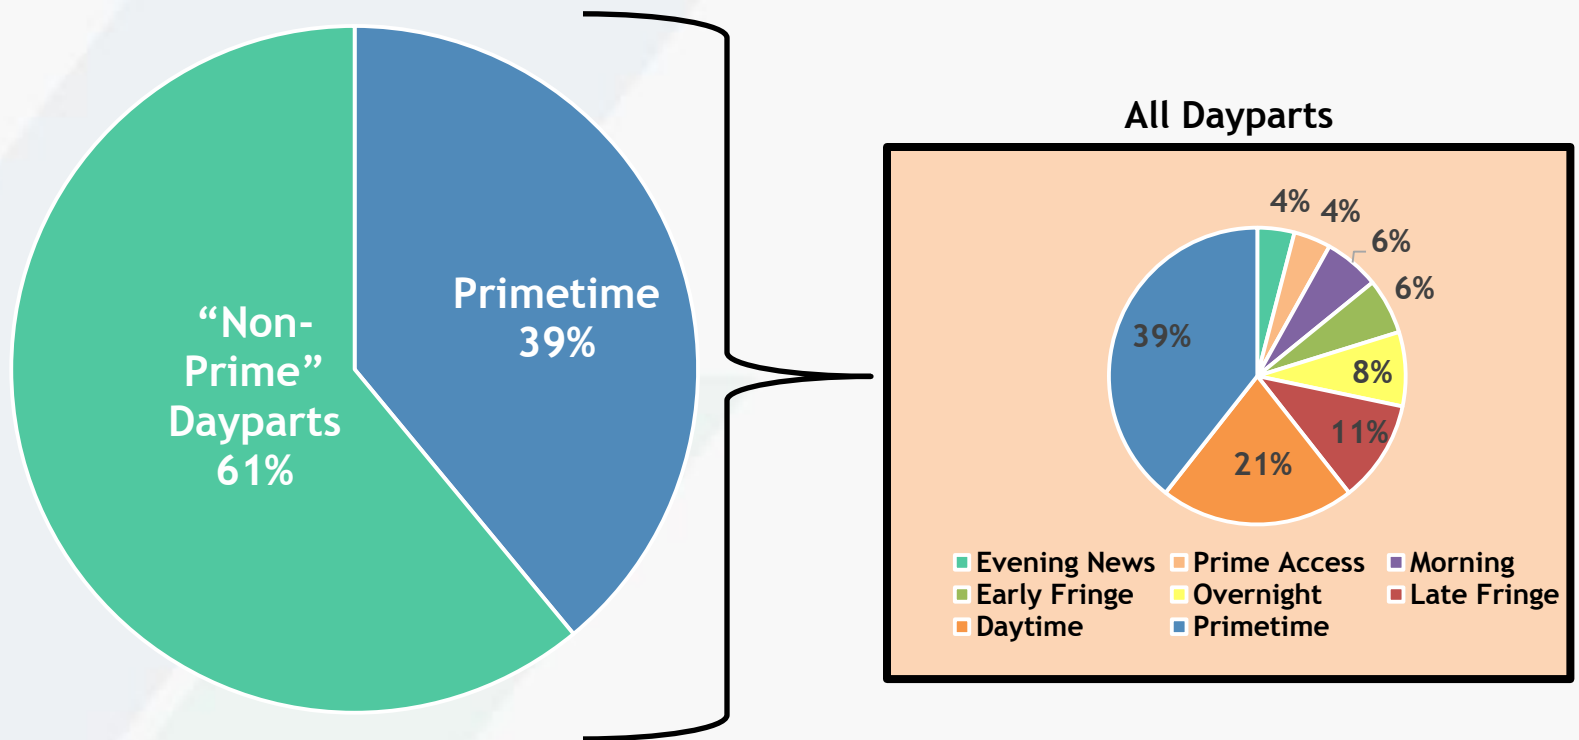 “Non-
Prime”
Dayparts
61%
Primetime
39%
All Dayparts
4%
4%
6%
6%
8%
11%
21%
39%
Evening News
Prime Access
Morning
Early Fringe
Overnight
Late Fringe
Daytime
Primetime